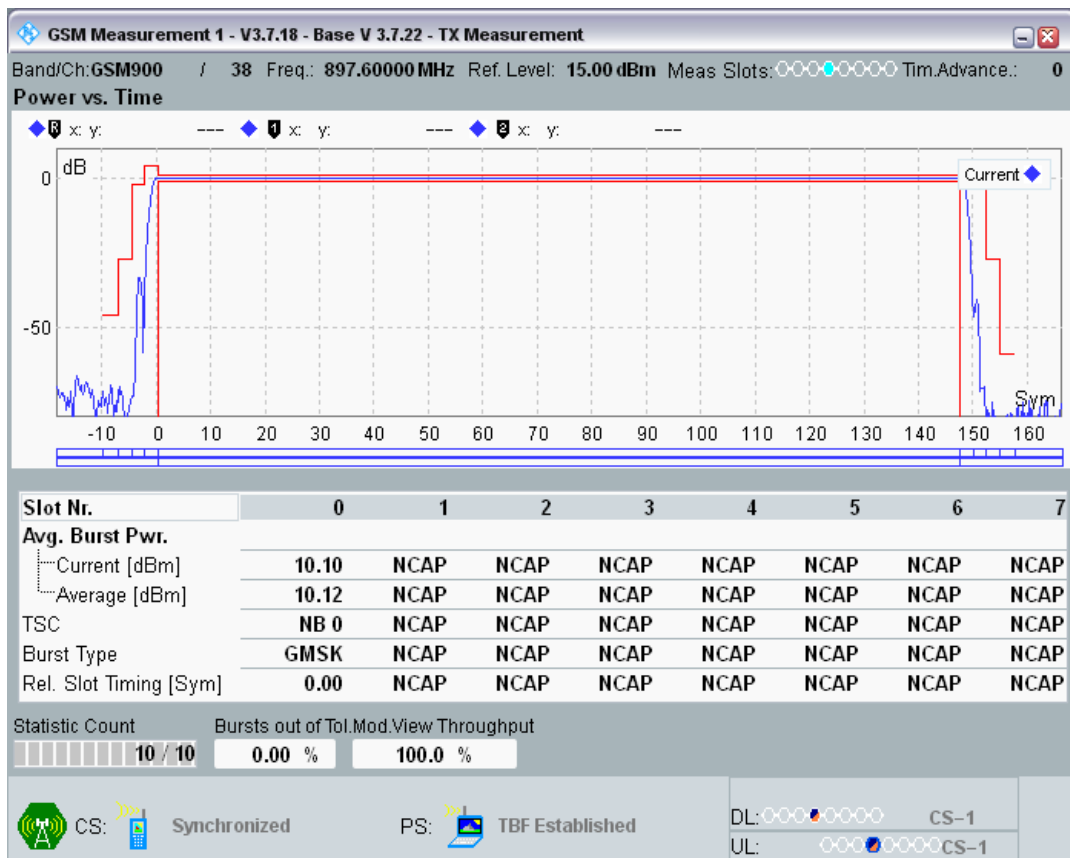 GSM Measurement 1 - V3.7.18 - Base V 3.7.22 - TX Measurement
Band/Ch:GSM900 / 38 Freq.: 897.60000 MHz Ref. Level: 15.00 dBm Meas Slots: Tim.Advance.: 0
Power vs. Time
R x: y: --- 1 x: y: --- 2 x: y: ---
dB
Current
0
-50
Sym
-10 0 10 20 30 40 50 60 70 80 90 100 110 120 130 140 150 160
Slot Nr. 0 1 2 3 4 5 6 7
Avg. Burst Pwr.
Current [dBm] 10.10 NCAP NCAP NCAP NCAP NCAP NCAP NCAP
Average [dBm] 10.12 NCAP NCAP NCAP NCAP NCAP NCAP NCAP
TSC NB 0 NCAP NCAP NCAP NCAP NCAP NCAP NCAP
Burst Type GMSK NCAP NCAP NCAP NCAP NCAP NCAP NCAP
Rel. Slot Timing [Sym] 0.00 NCAP NCAP NCAP NCAP NCAP NCAP NCAP
Statistic Count Bursts out of Tol.Mod.View Throughput
10 / 10 0.00 % 100.0 %
CS: Synchronized PS: TBF Established DL: CS-1
UL: CS-1